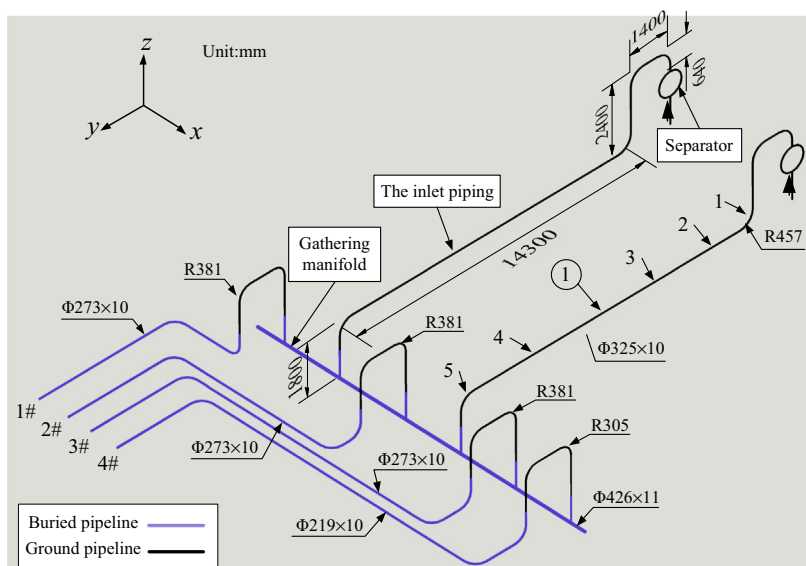 1400
z
Unit:mm
640
y
x
2400
Separator
The inlet piping
1
2
R457
Gathering
manifold
14300
3
R381
1
Φ273×10
R381
4
Φ325×10
1800
5
1#
R381
2#
3#
R305
4#
Φ273×10
Φ273×10
Φ426×11
Buried pipeline
Φ219×10
Ground pipeline